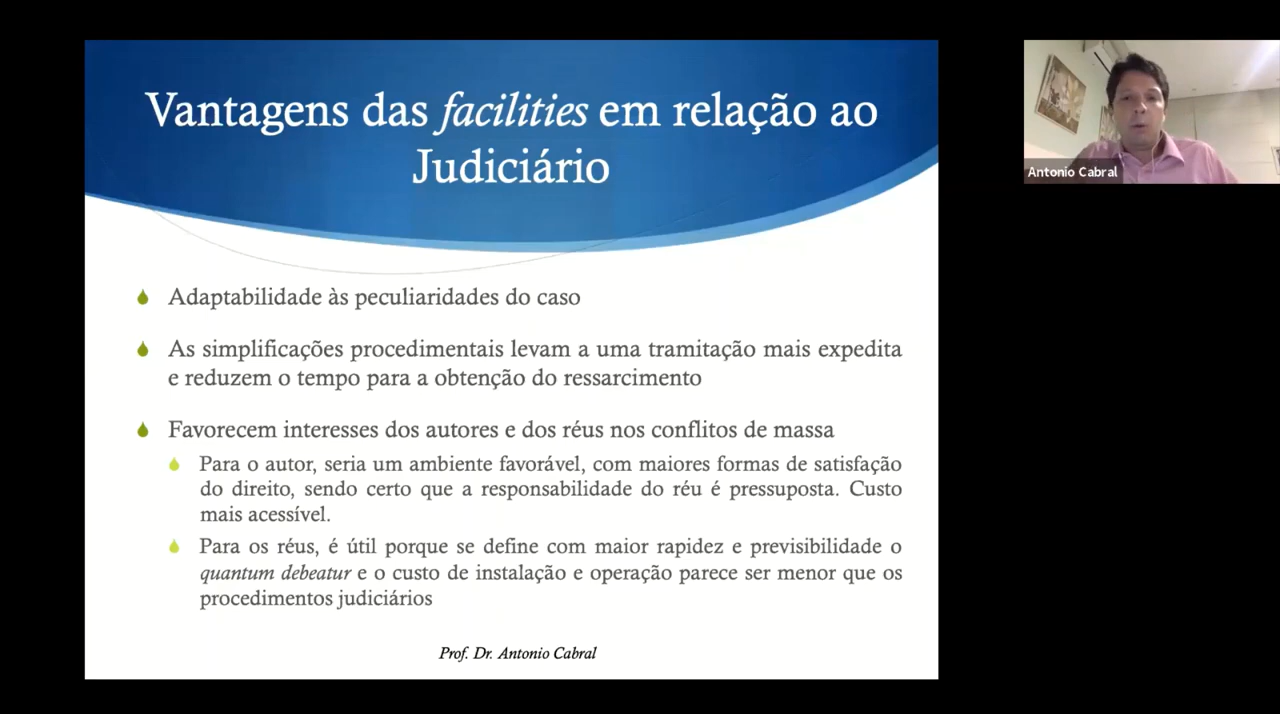 Vantagens das facilities em relação ao
Judiciário
Adaptabilidade às peculiaridades do caso
As simplificações procedimentais levam a uma tramitação mais expedita
e reduzem o tempo para a obtenção do ressarcimento
Favorecem interesses dos autores e dos réus nos conflitos de massa
Para o autor, seria um ambiente favorável, com maiores formas de satisfação
do direito, sendo certo que a responsabilidade do réu é pressuposta. Custo
mais acessível.
Para os réus, é útil porque se define com maior rapidez e previsibilidade o
quantum debeatur e o custo de instalação e operação parece ser menor que os
procedimentos judiciários
Prof. Dr. Antonio Cabral
Antonio Cabral